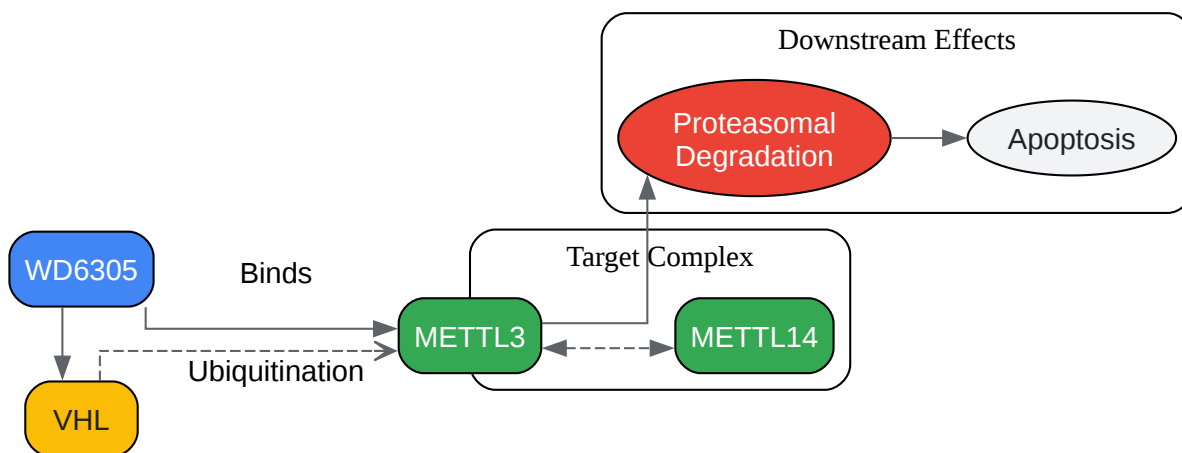 Downstream Effects
Proteasomal
Degradation
Apoptosis
Target Complex
WD6305
Binds
METTL3
METTL14
Ubiquitination
VHL